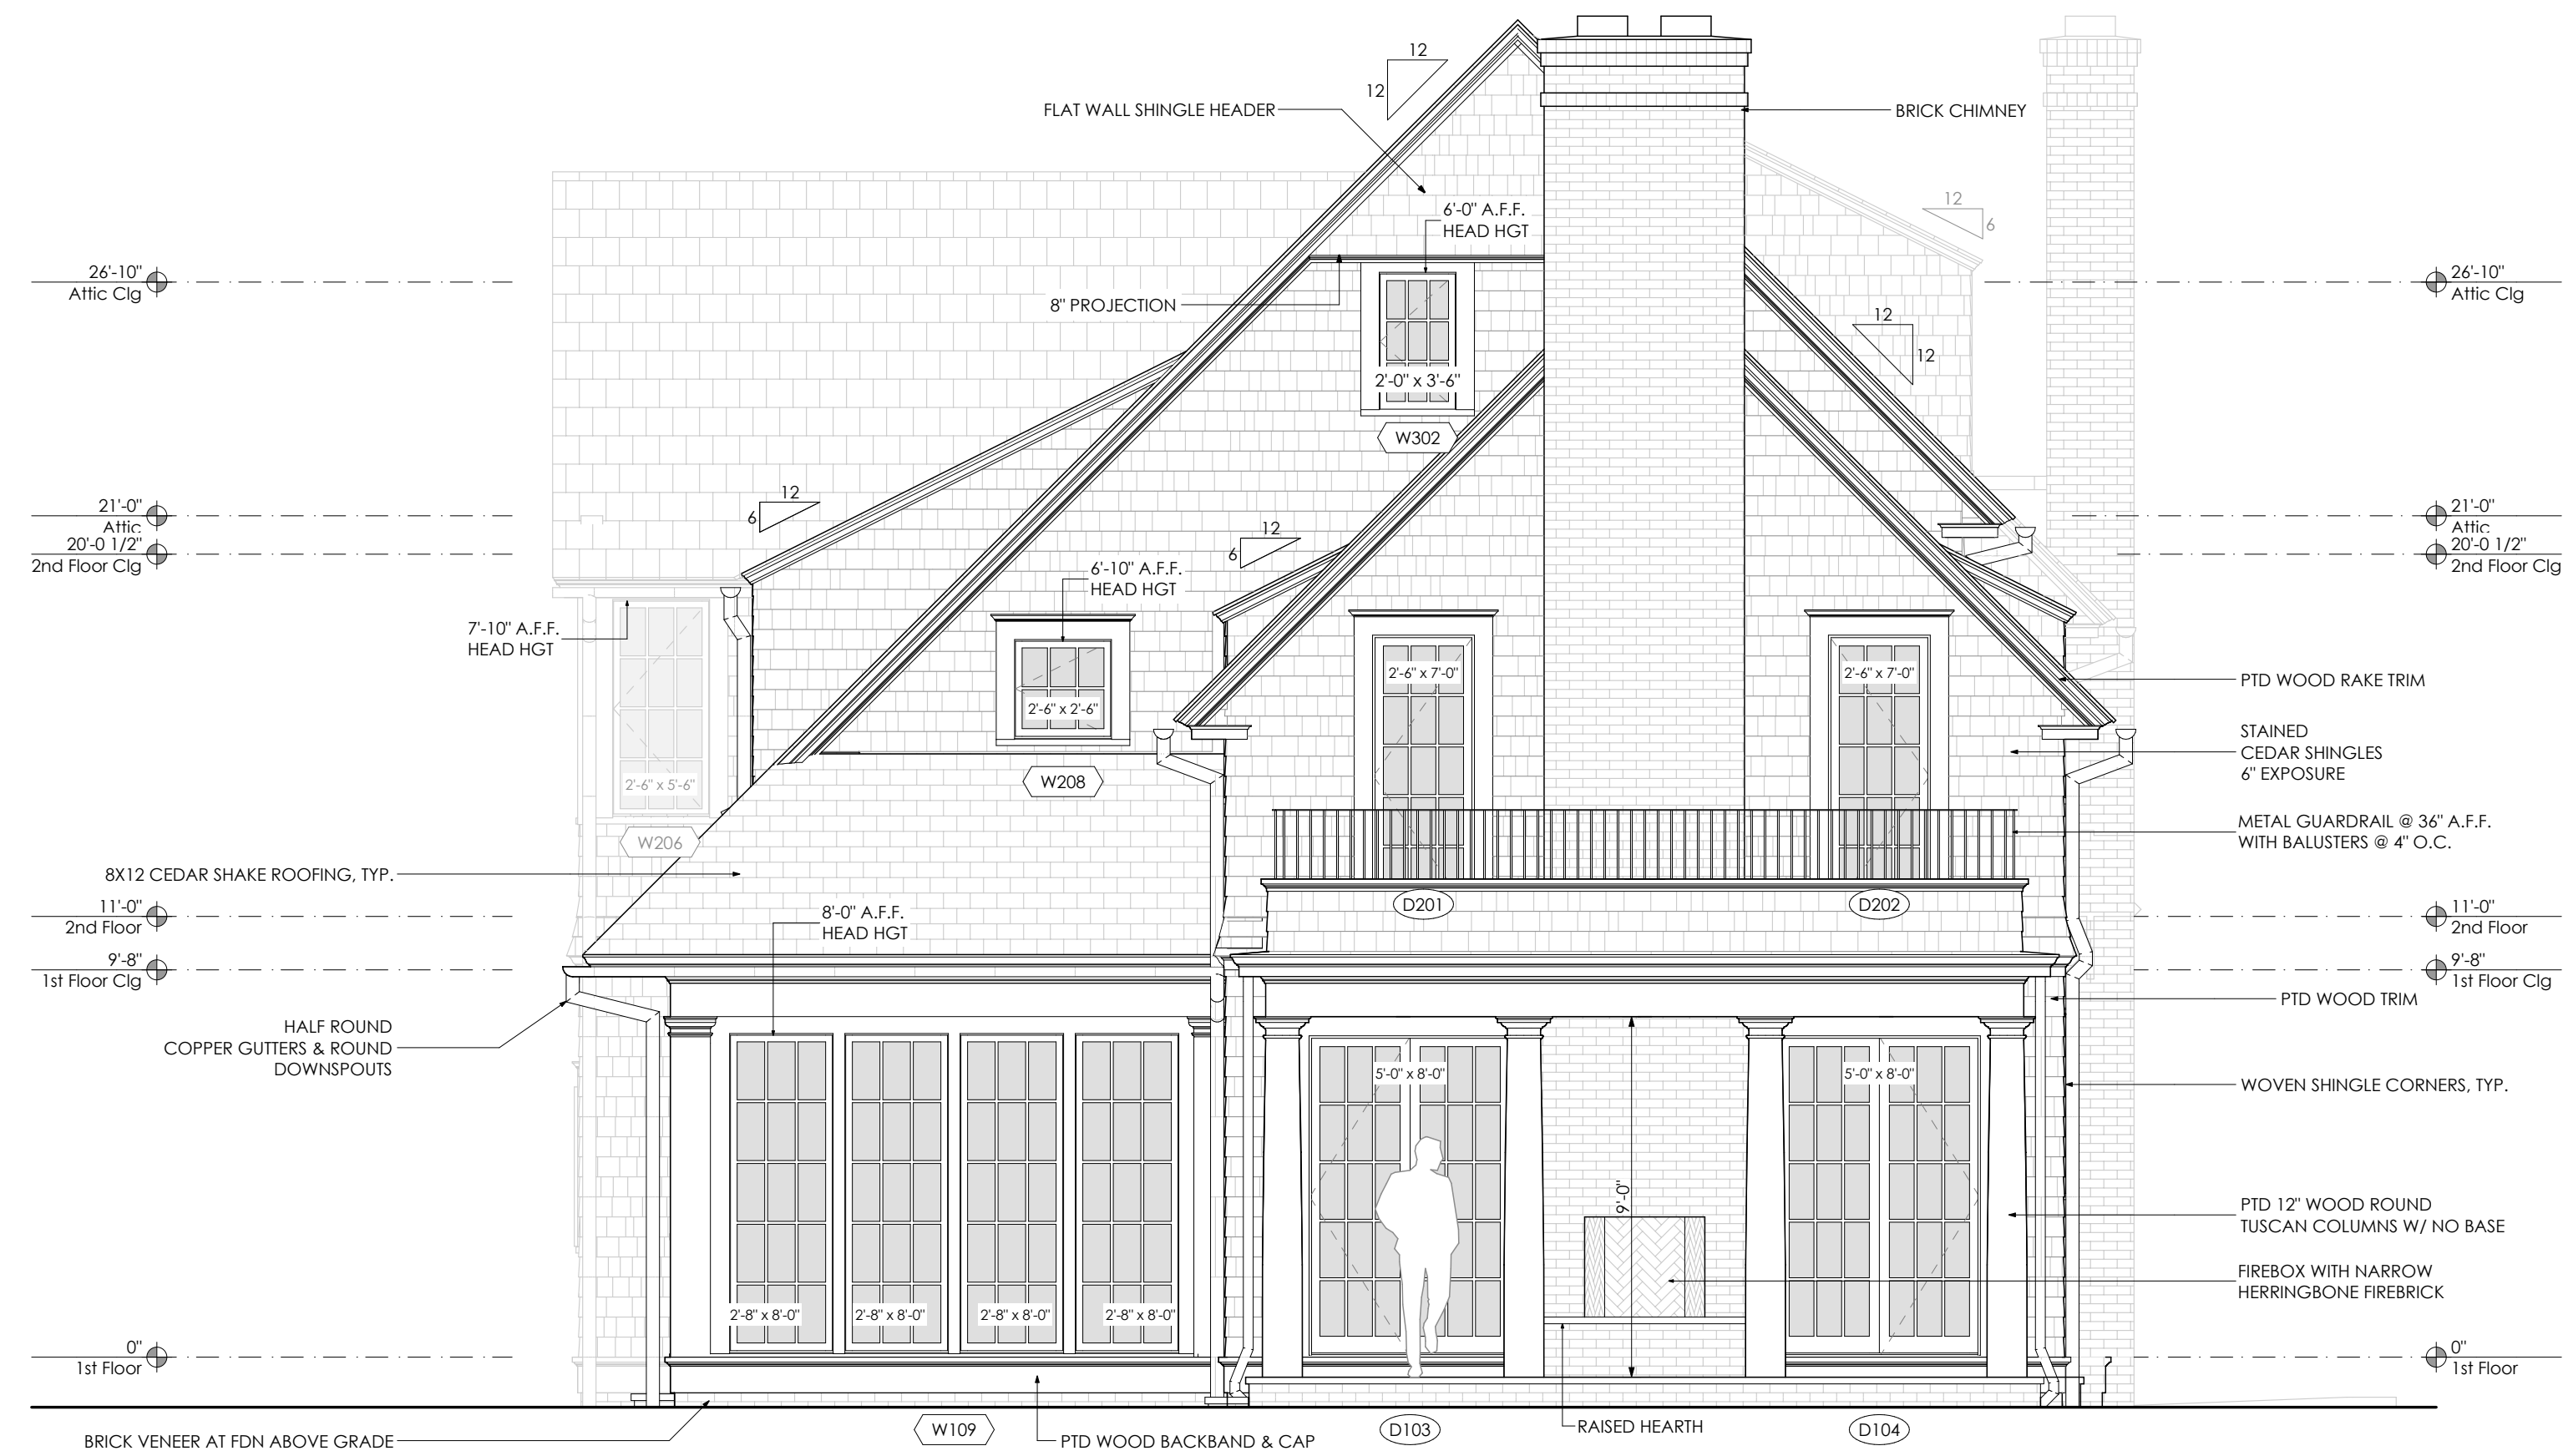 12
12
FLAT WALL SHINGLE HEADER
BRICK CHIMNEY
12
6
6'-0" A.F.F.
HEAD HGT
26'-10"
Attic Clg
26'-10"
Attic Clg
8" PROJECTION
12
12
2'-0" x 3'-6"
W302
12
6
21'-0"
Attic
20'-0 1/2"
2nd Floor Clg
12
6
21'-0"
Attic
20'-0 1/2"
2nd Floor Clg
6'-10" A.F.F.
HEAD HGT
7'-10" A.F.F.
HEAD HGT
2'-6" x 7'-0"
2'-6" x 7'-0"
PTD WOOD RAKE TRIM
2'-6" x 2'-6"
STAINED
CEDAR SHINGLES
6" EXPOSURE
2'-6" x 5'-6"
W208
METAL GUARDRAIL @ 36" A.F.F.
WITH BALUSTERS @ 4" O.C.
W206
8X12 CEDAR SHAKE ROOFING, TYP.
D201
D202
11'-0"
2nd Floor
8'-0" A.F.F.
HEAD HGT
11'-0"
2nd Floor
9'-8"
1st Floor Clg
9'-8"
1st Floor Clg
PTD WOOD TRIM
HALF ROUND
COPPER GUTTERS & ROUND
DOWNSPOUTS
5'-0" x 8'-0"
5'-0" x 8'-0"
WOVEN SHINGLE CORNERS, TYP.
9'-0"
PTD 12" WOOD ROUND
TUSCAN COLUMNS W/ NO BASE
FIREBOX WITH NARROW
HERRINGBONE FIREBRICK
2'-8" x 8'-0"
2'-8" x 8'-0"
2'-8" x 8'-0"
2'-8" x 8'-0"
0"
1st Floor
0"
1st Floor
BRICK VENEER AT FDN ABOVE GRADE
W109
PTD WOOD BACKBAND & CAP
D103
RAISED HEARTH
D104